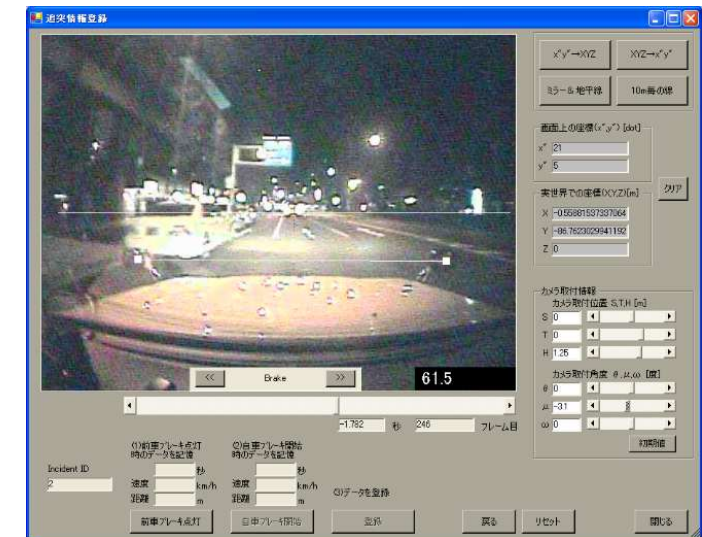 追突情報登録
x"y"→XYZ XYZ→x"y"
ミラー&地平線 10m毎の線
画面上の座標(x",y") [dot]
x" 21
y" 5
実世界での座標(X,Y,Z)[m]
クリア
X -0.55881537337064
Y -86.7623029941192
Z 0
カメラ取付情報
カメラ取付位置 S,T,H [m]
S 0
T 0
H 1.25
カメラ取付角度 θ,μ,ω [度]
θ 0
μ -3.1
ω 0
初期値
<< Brake >> 61.5
-1.782 秒 246 フレーム目
(1)前車ブレーキ点灯
時のデータを記憶
(2)自車ブレーキ開始
時のデータを記憶
Incident ID
2
秒 秒
速度 km/h 速度 km/h
距離 m 距離 m
(3)データを登録
前車ブレーキ点灯 自車ブレーキ開始 登録 戻る リセット 閉じる